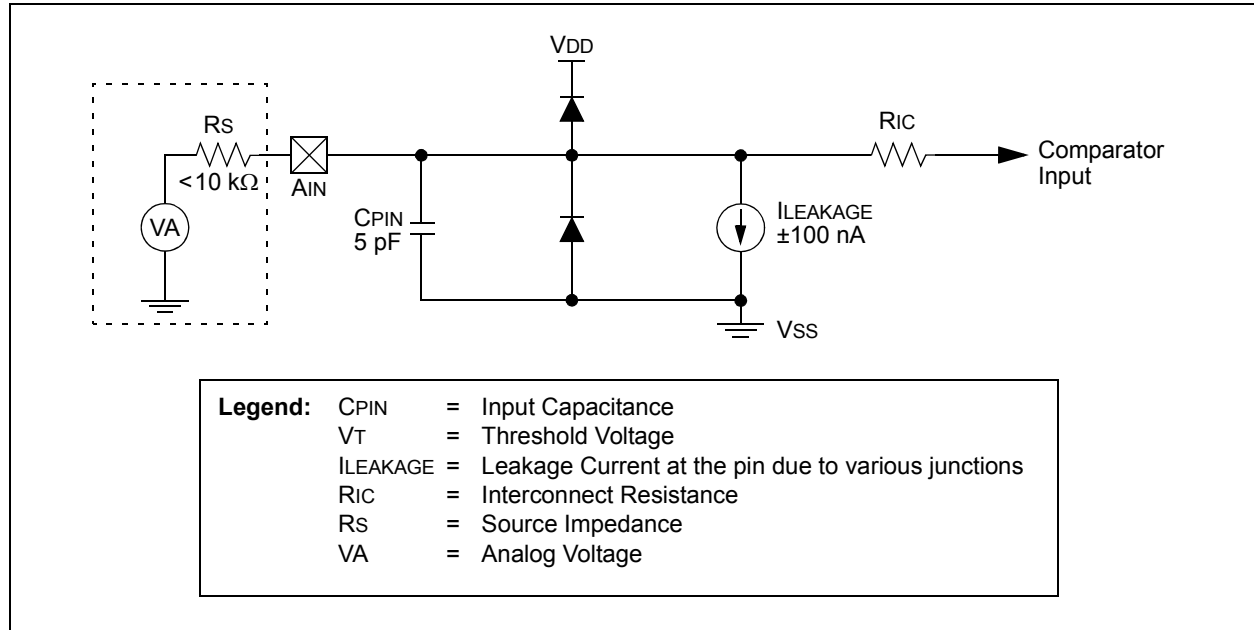 VDD
RS
<10 kΩ
AIN
VA
CPIN
5 pF
ILEAKAGE
±100 nA
VSS
RIC
Comparator
Input
Legend: CPIN = Input Capacitance
VT = Threshold Voltage
ILEAKAGE = Leakage Current at the pin due to various junctions
RIC = Interconnect Resistance
RS = Source Impedance
VA = Analog Voltage